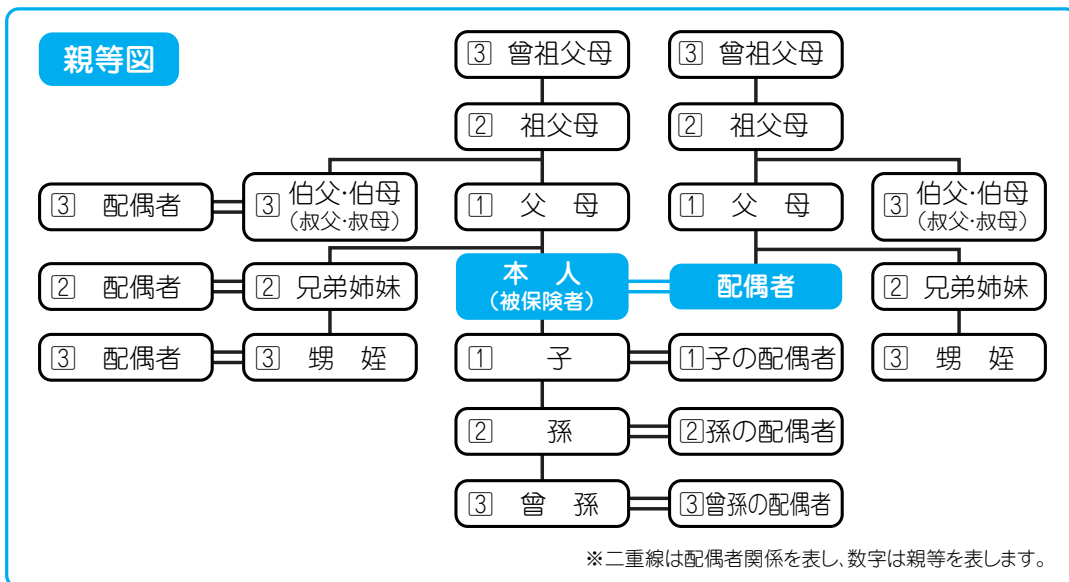 親等図
3 曾祖父母
3 曾祖父母
2 祖父母
2 祖父母
3 配偶者
3 伯父・伯母
（叔父・叔母）
1 父 母
1 父 母
3 伯父・伯母
（叔父・叔母）
2 配偶者
2 兄弟姉妹
本 人
（被保険者）
配偶者
2 兄弟姉妹
3 配偶者
3 甥 姪
1 子
1 子の配偶者
3 甥 姪
2 孫
2 孫の配偶者
3 曾 孫
3 曾孫の配偶者
※二重線は配偶者関係を表し、数字は親等を表します。